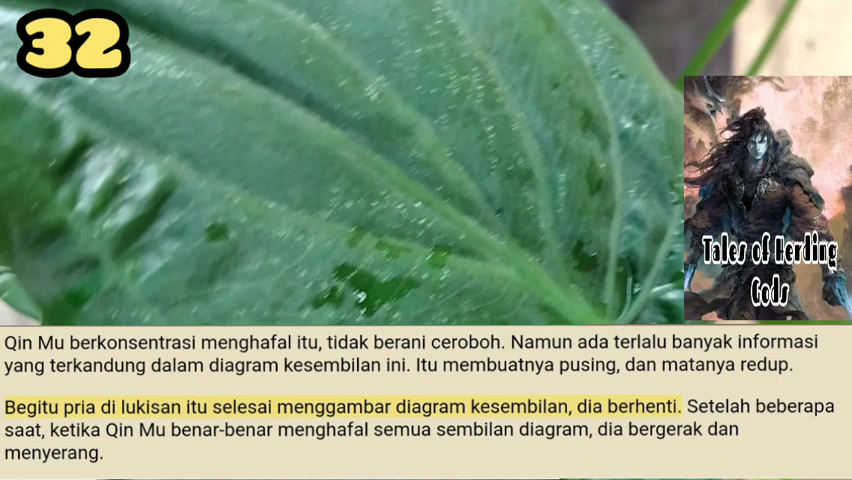 32
Tales of Herding
Gods
Qin Mu berkonsentrasi menghafal itu, tidak berani ceroboh. Namun ada terlalu banyak informasi
yang terkandung dalam diagram kesembilan ini. Itu membuatnya pusing, dan matanya redup.
Begitu pria di lukisan itu selesai menggambar diagram kesembilan, dia berhenti. Setelah beberapa
saat, ketika Qin Mu benar-benar menghafal semua sembilan diagram, dia bergerak dan
menyerang.